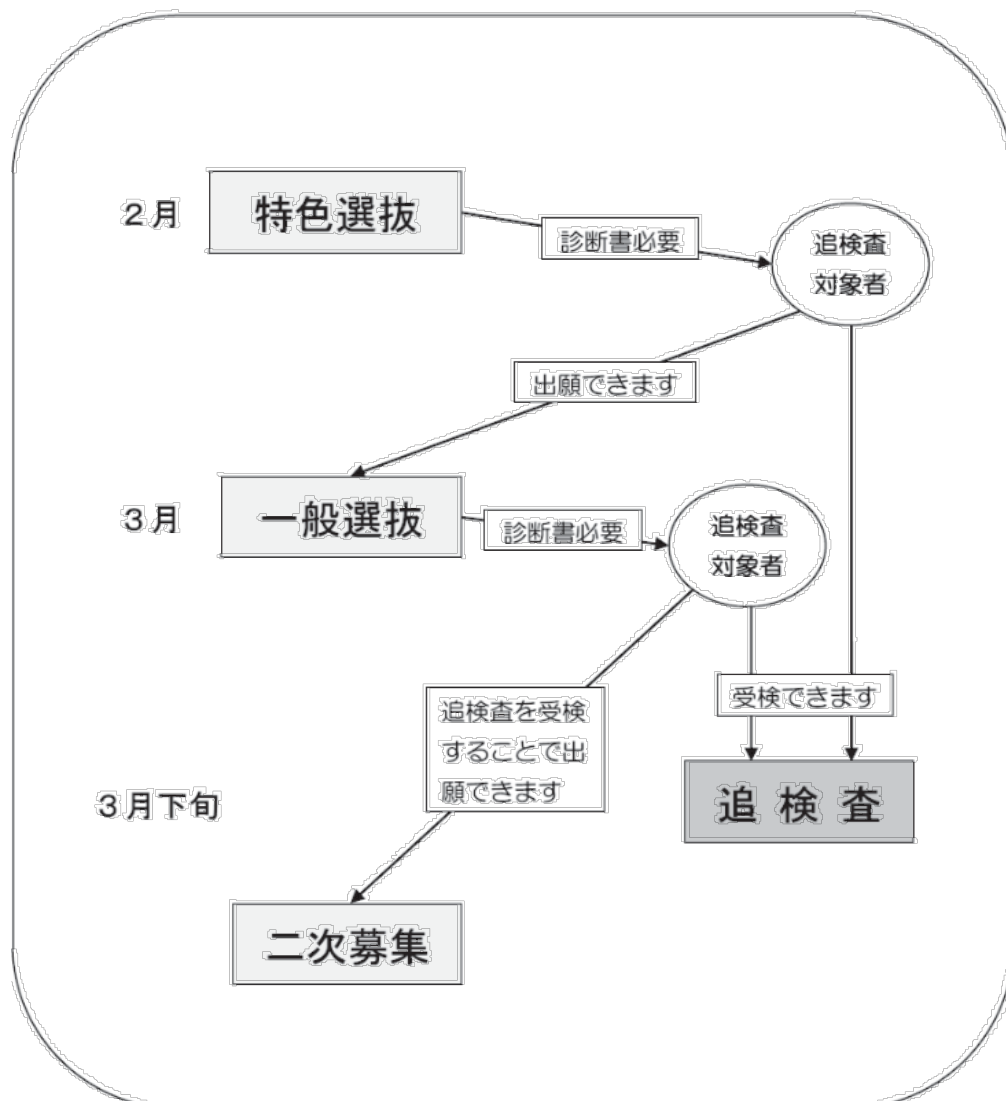 2月
特色選抜
診断書必要
追検査
対象者
出願できます
3月
一般選抜
診断書必要
追検査
対象者
受検できます
追検査を受検
することで出
願できます
3月下旬
追検査
二次募集